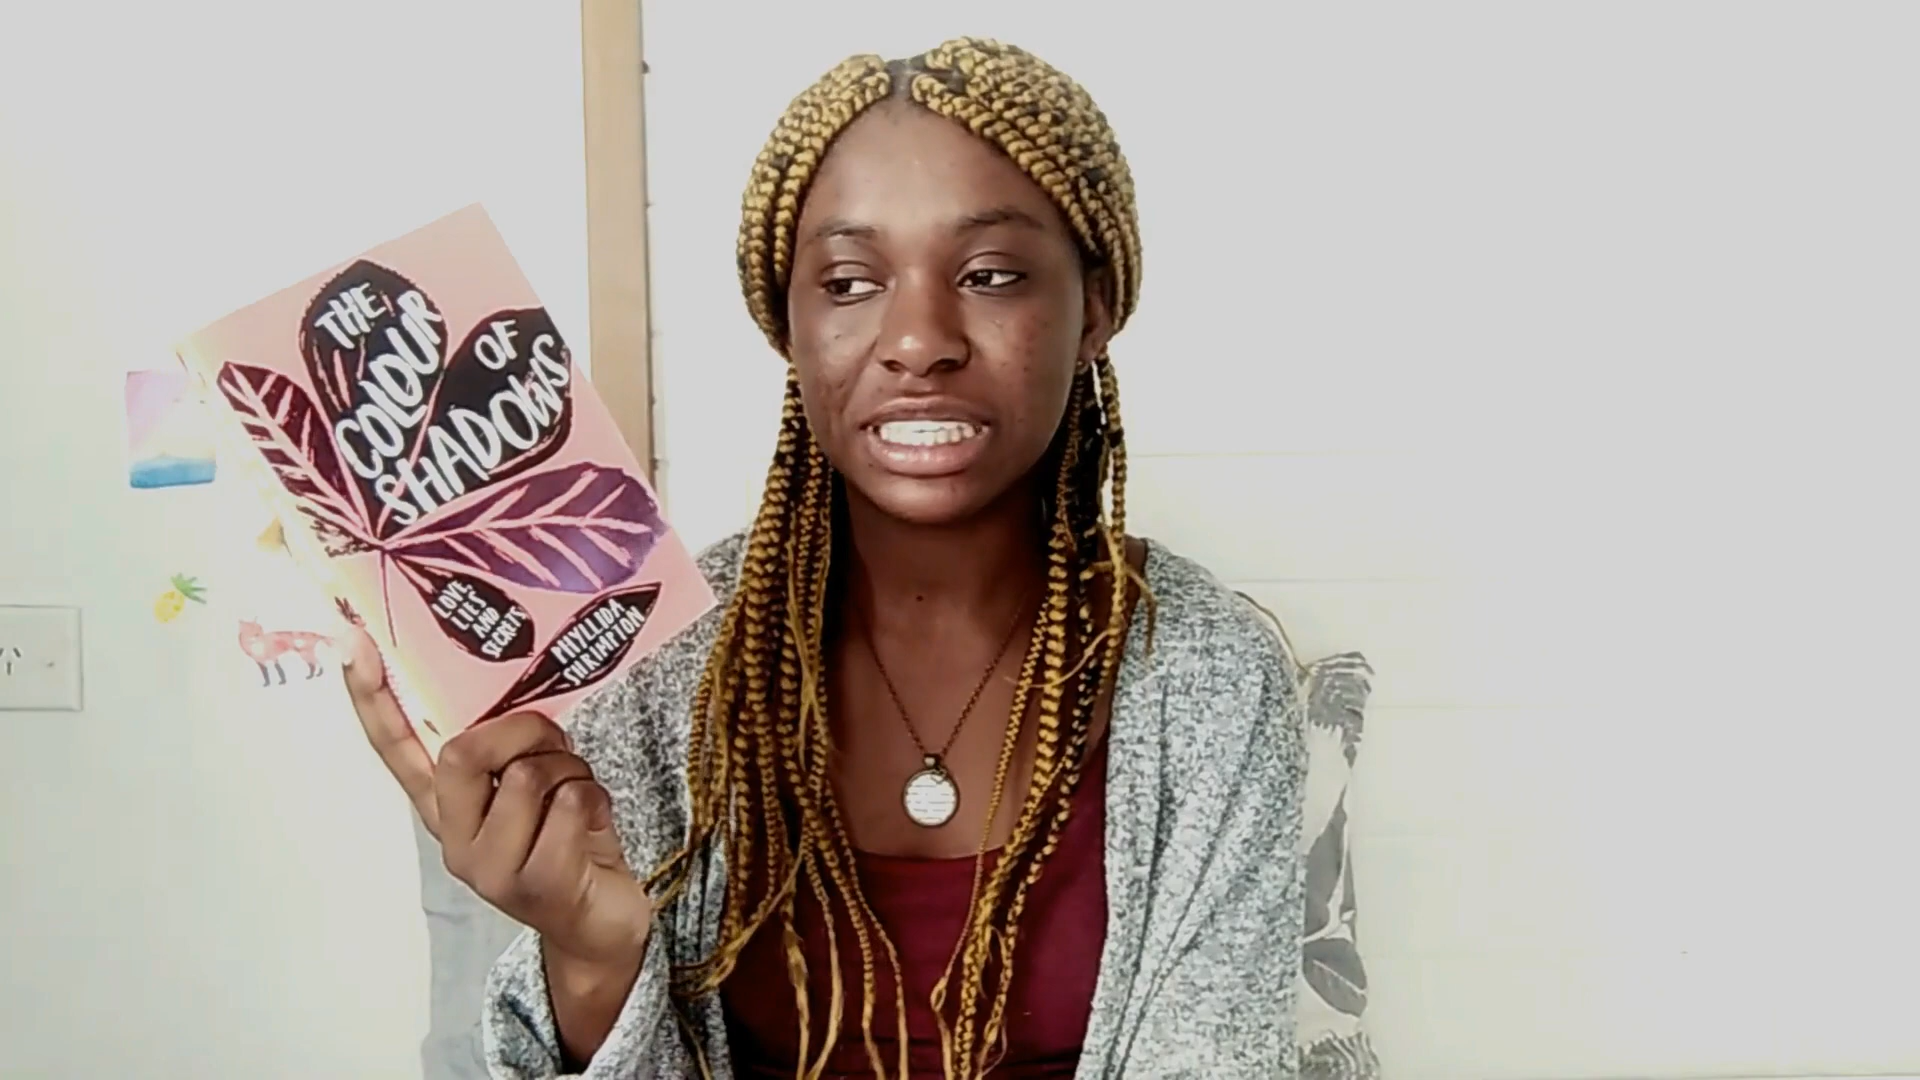 THE
COLOUR
OF
SHADOWS
LOVE,
LIES
AND
SECRETS
PHYLLIDA
SHRIMPTON